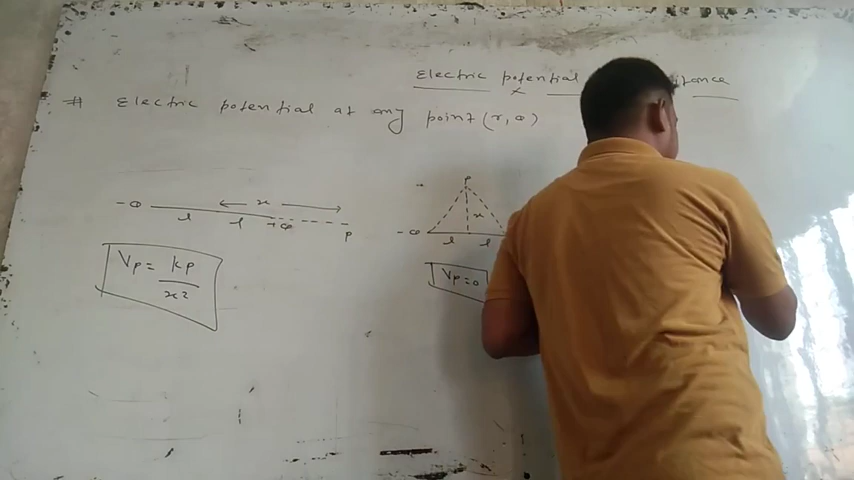 Electric potential
# Electric potential at any point (r, θ)
-Q l x l +Q P
Vp = kp / x²
P x -Q l l
Vp = 0